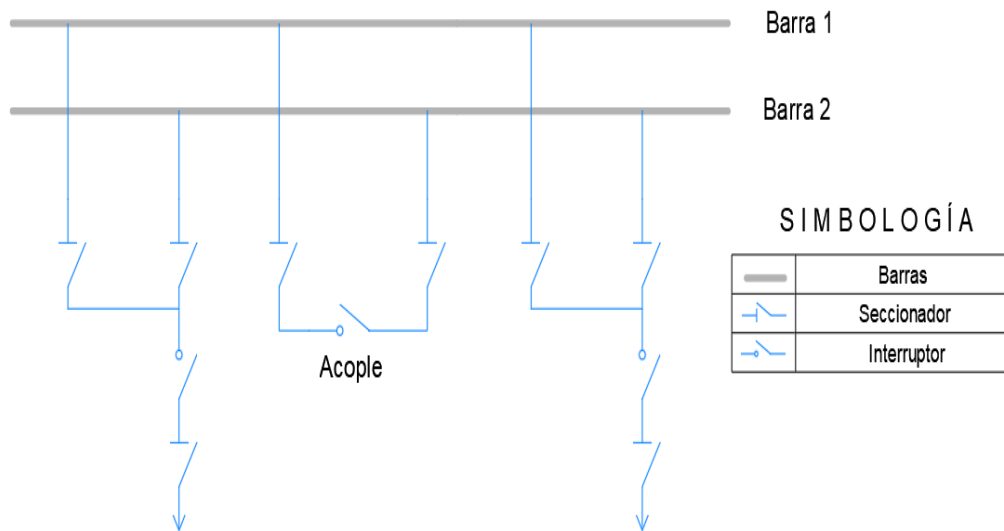 Barra 1
Barra 2
SIMBOLOGÍA
Barras
Seccionador
Interruptor
Acople